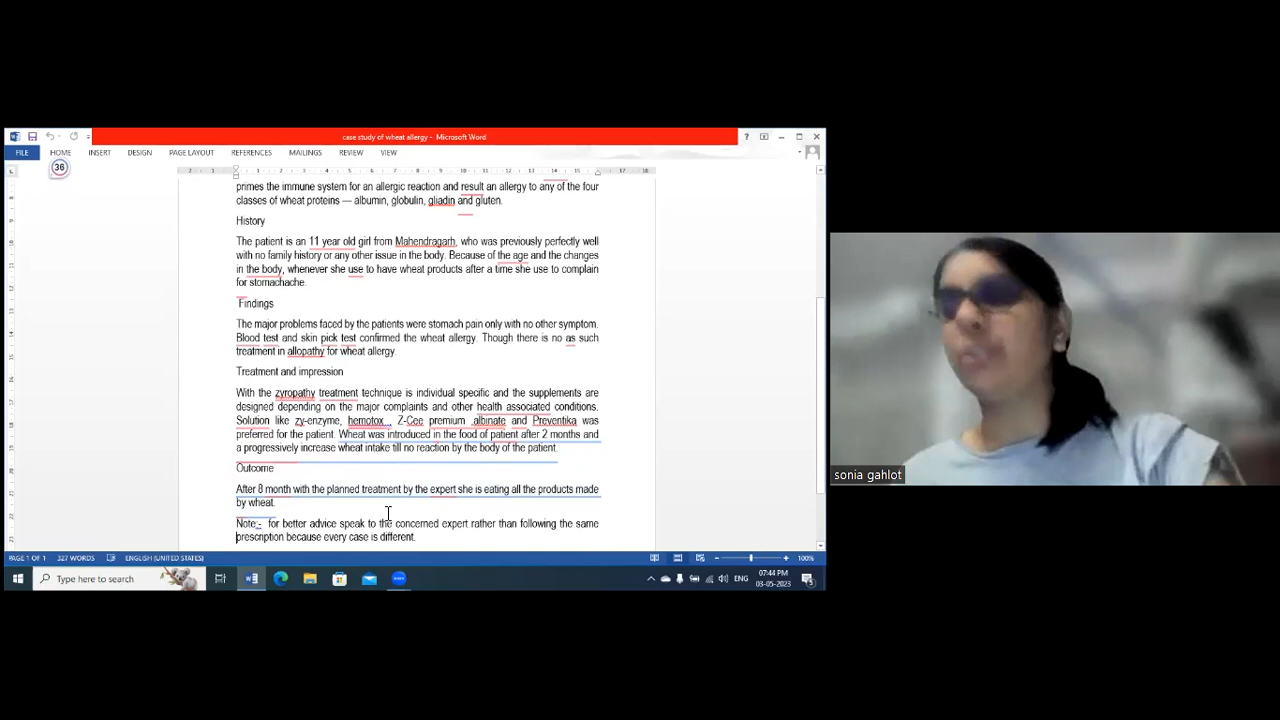 case study of wheat allergy - Microsoft Word
FILE HOME INSERT DESIGN PAGE LAYOUT REFERENCES MAILINGS REVIEW VIEW
36
primes the immune system for an allergic reaction and result an allergy to any of the four
classes of wheat proteins — albumin, globulin, gliadin and gluten.
History
The patient is an 11 year old girl from Mahendragarh, who was previously perfectly well
with no family history or any other issue in the body. Because of the age and the changes
in the body, whenever she use to have wheat products after a time she use to complain
for stomachache.
Findings
The major problems faced by the patients were stomach pain only with no other symptom.
Blood test and skin pick test confirmed the wheat allergy. Though there is no as such
treatment in allopathy for wheat allergy
Treatment and impression
With the zyropathy treatment technique is individual specific and the supplements are
designed depending on the major complaints and other health associated conditions.
Solution like zy-enzyme, hemotox , Z-Cee premium albinate and Preventika was
preferred for the patient. Wheat was introduced in the food of patient after 2 months and
a progressively increase wheat intake till no reaction by the body of the patient.
Outcome
After 8 month with the planned treatment by the expert she is eating all the products made
by wheat.
Note:- for better advice speak to the concerned expert rather than following the same
prescription because every case is different.
PAGE 1 OF 1 327 WORDS ENGLISH (UNITED STATES) 100%
Type here to search
ENG
07:44 PM
03-05-2023
sonia gahlot